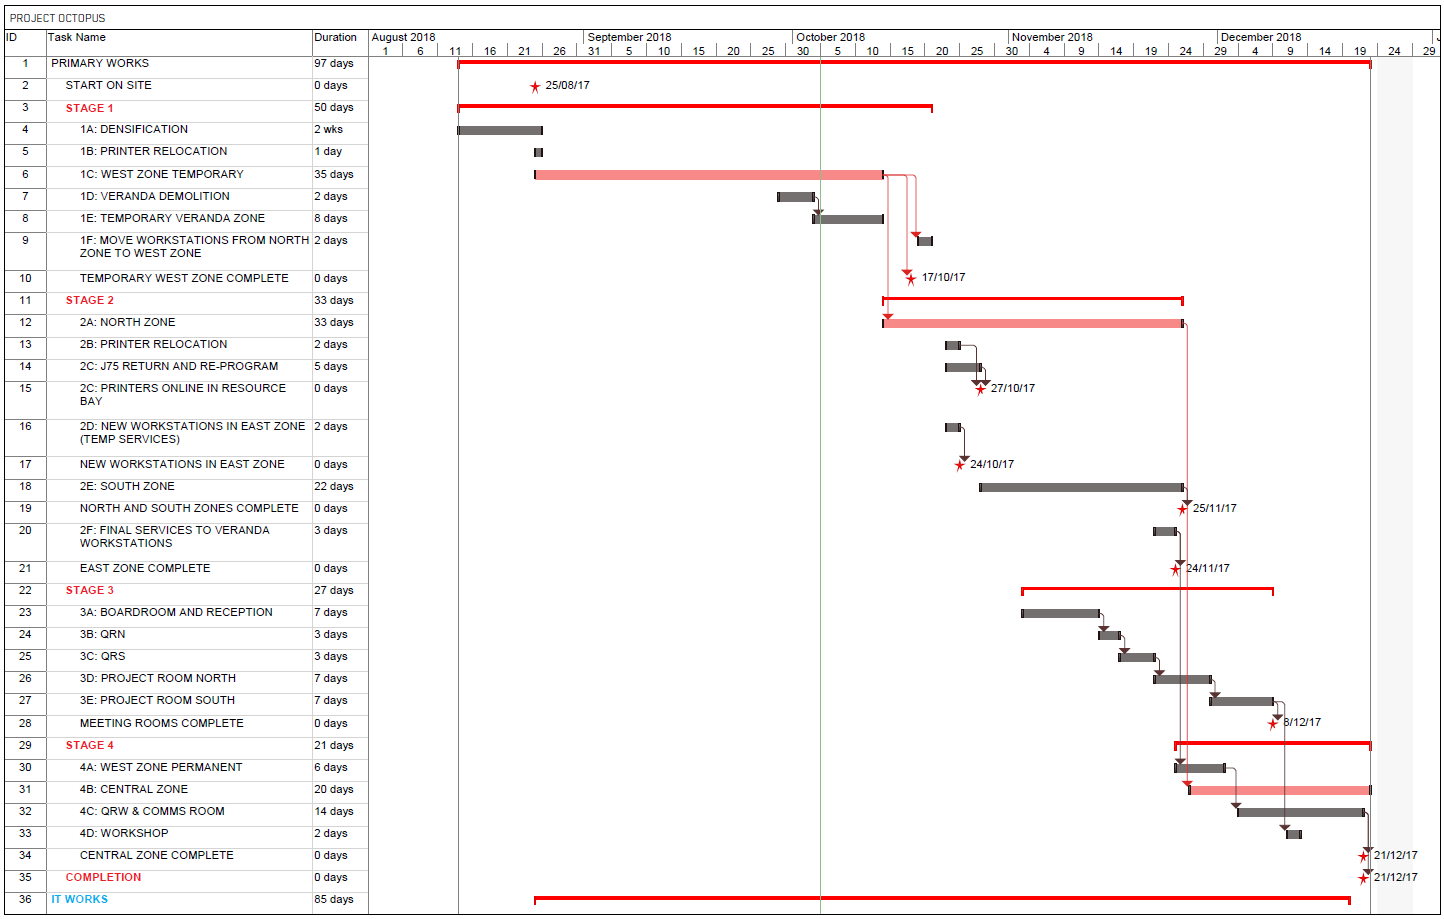 PROJECT OCTOPUS
ID Task Name Duration August 2018 September 2018 October 2018 November 2018 December 2018
1 6 11 16 21 26 31 5 10 15 20 25 30 5 10 15 20 25 30 4 9 14 19 24 29 4 9 14 19 24 29
1 PRIMARY WORKS 97 days
2 START ON SITE 0 days 25/08/17
3 STAGE 1 50 days
4 1A: DENSIFICATION 2 wks
5 1B: PRINTER RELOCATION 1 day
6 1C: WEST ZONE TEMPORARY 35 days
7 1D: VERANDA DEMOLITION 2 days
8 1E: TEMPORARY VERANDA ZONE 8 days
9 1F: MOVE WORKSTATIONS FROM NORTH 2 days
ZONE TO WEST ZONE
10 TEMPORARY WEST ZONE COMPLETE 0 days 17/10/17
11 STAGE 2 33 days
12 2A: NORTH ZONE 33 days
13 2B: PRINTER RELOCATION 2 days
14 2C: J75 RETURN AND RE-PROGRAM 5 days
15 2C: PRINTERS ONLINE IN RESOURCE 0 days 27/10/17
BAY
16 2D: NEW WORKSTATIONS IN EAST ZONE 2 days
(TEMP SERVICES)
17 NEW WORKSTATIONS IN EAST ZONE 0 days 24/10/17
18 2E: SOUTH ZONE 22 days
19 NORTH AND SOUTH ZONES COMPLETE 0 days 25/11/17
20 2F: FINAL SERVICES TO VERANDA 3 days
WORKSTATIONS
21 EAST ZONE COMPLETE 0 days 24/11/17
22 STAGE 3 27 days
23 3A: BOARDROOM AND RECEPTION 7 days
24 3B: QRN 3 days
25 3C: QRS 3 days
26 3D: PROJECT ROOM NORTH 7 days
27 3E: PROJECT ROOM SOUTH 7 days
28 MEETING ROOMS COMPLETE 0 days 8/12/17
29 STAGE 4 21 days
30 4A: WEST ZONE PERMANENT 6 days
31 4B: CENTRAL ZONE 20 days
32 4C: QRW & COMMS ROOM 14 days
33 4D: WORKSHOP 2 days
34 CENTRAL ZONE COMPLETE 0 days 21/12/17
35 COMPLETION 0 days 21/12/17
36 IT WORKS 85 days